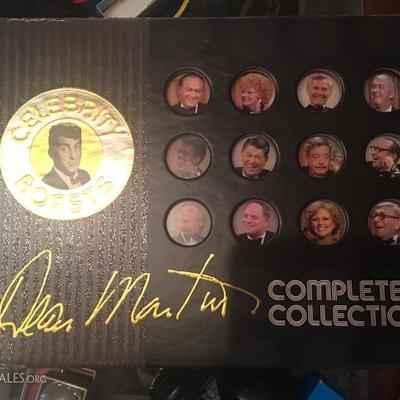 CELEBRITY
ROASTS
Dean Martin
COMPLETE
COLLECTIO
ALES.ORG